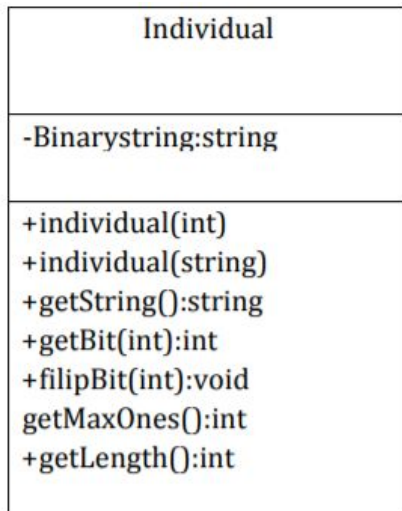 Individual
-Binarystring:string
+individual(int)
+individual(string)
+getString():string
+getBit(int):int
+filipBit(int):void
getMaxOnes():int
+getLength():int